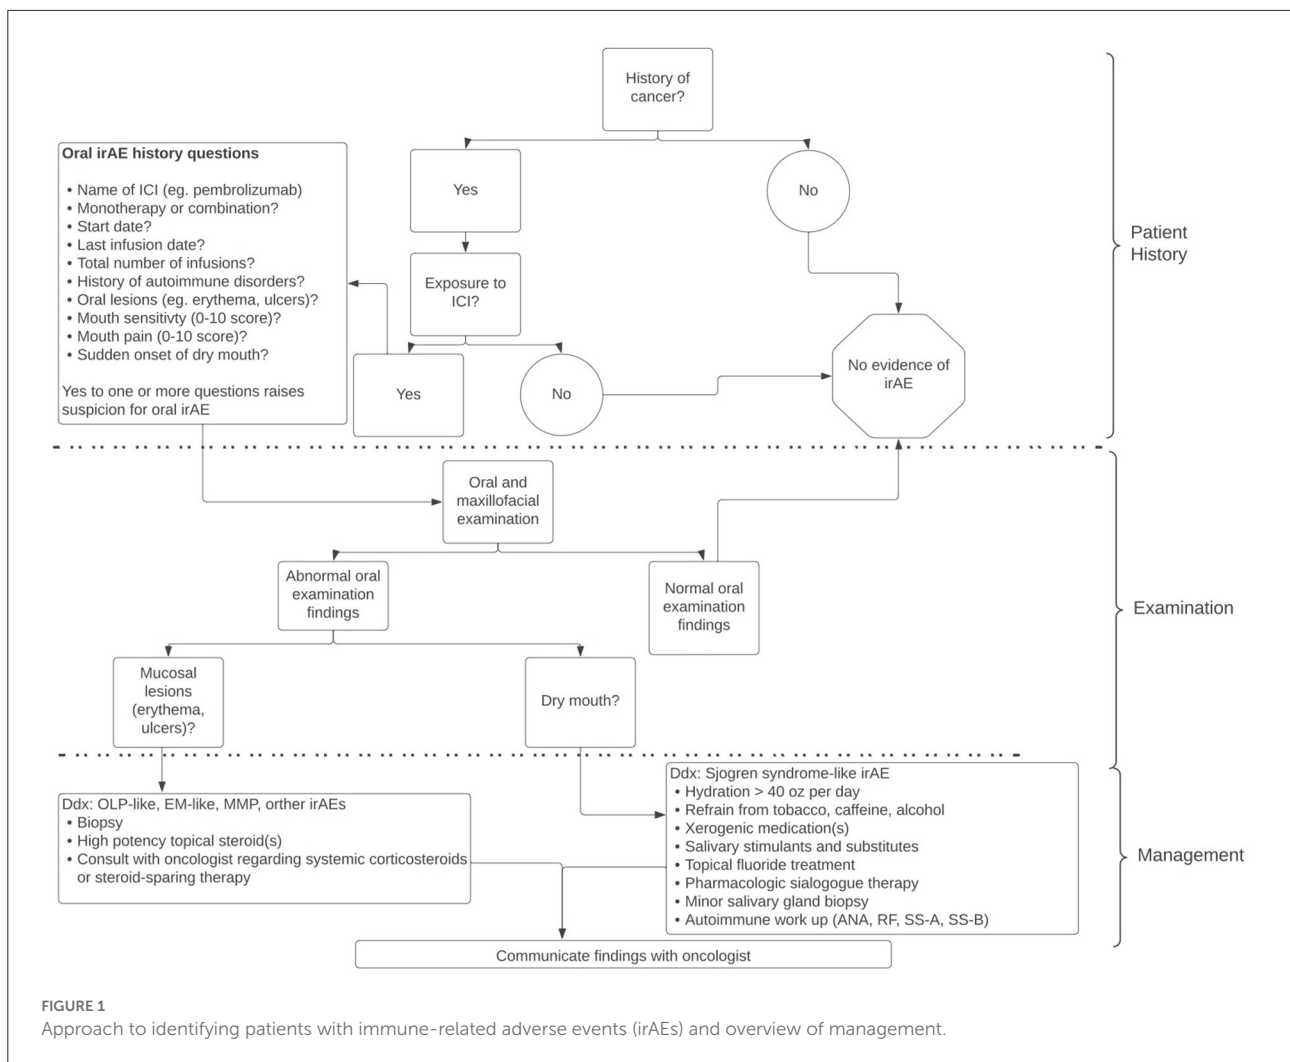 History of
cancer?
Yes
No
Exposure to
ICI?
Yes
No
No evidence of
irAE
Patient
History
Oral irAE history questions
• Name of ICI (eg. pembrolizumab)
• Monotherapy or combination?
• Start date?
• Last infusion date?
• Total number of infusions?
• History of autoimmune disorders?
• Oral lesions (eg. erythema, ulcers)?
• Mouth sensitivty (0-10 score)?
• Mouth pain (0-10 score)?
• Sudden onset of dry mouth?
Yes to one or more questions raises
suspicion for oral irAE
Oral and
maxillofacial
examination
Abnormal oral
examination
findings
Normal oral
examination
findings
Examination
Mucosal
lesions
(erythema,
ulcers)?
Dry mouth?
Ddx: OLP-like, EM-like, MMP, orther irAEs
• Biopsy
• High potency topical steroid(s)
• Consult with oncologist regarding systemic corticosteroids
or steroid-sparing therapy
Ddx: Sjogren syndrome-like irAE
• Hydration > 40 oz per day
• Refrain from tobacco, caffeine, alcohol
• Xerogenic medication(s)
• Salivary stimulants and substitutes
• Topical fluoride treatment
• Pharmacologic sialogogue therapy
• Minor salivary gland biopsy
• Autoimmune work up (ANA, RF, SS-A, SS-B)
Management
Communicate findings with oncologist
FIGURE 1
Approach to identifying patients with immune-related adverse events (irAEs) and overview of management.